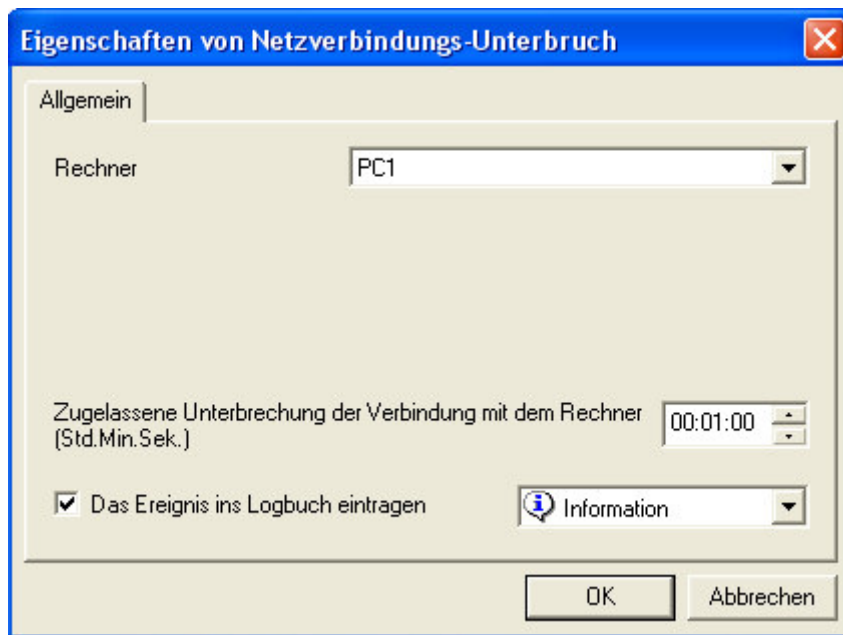 Eigenschaften von Netzverbindungs-Unterbruch
Allgemein
Rechner
PC1
Zugelassene Unterbrechung der Verbindung mit dem Rechner
(Std.Min.Sek.)
00:01:00
Das Ereignis ins Logbuch eintragen
Information
OK
Abbrechen